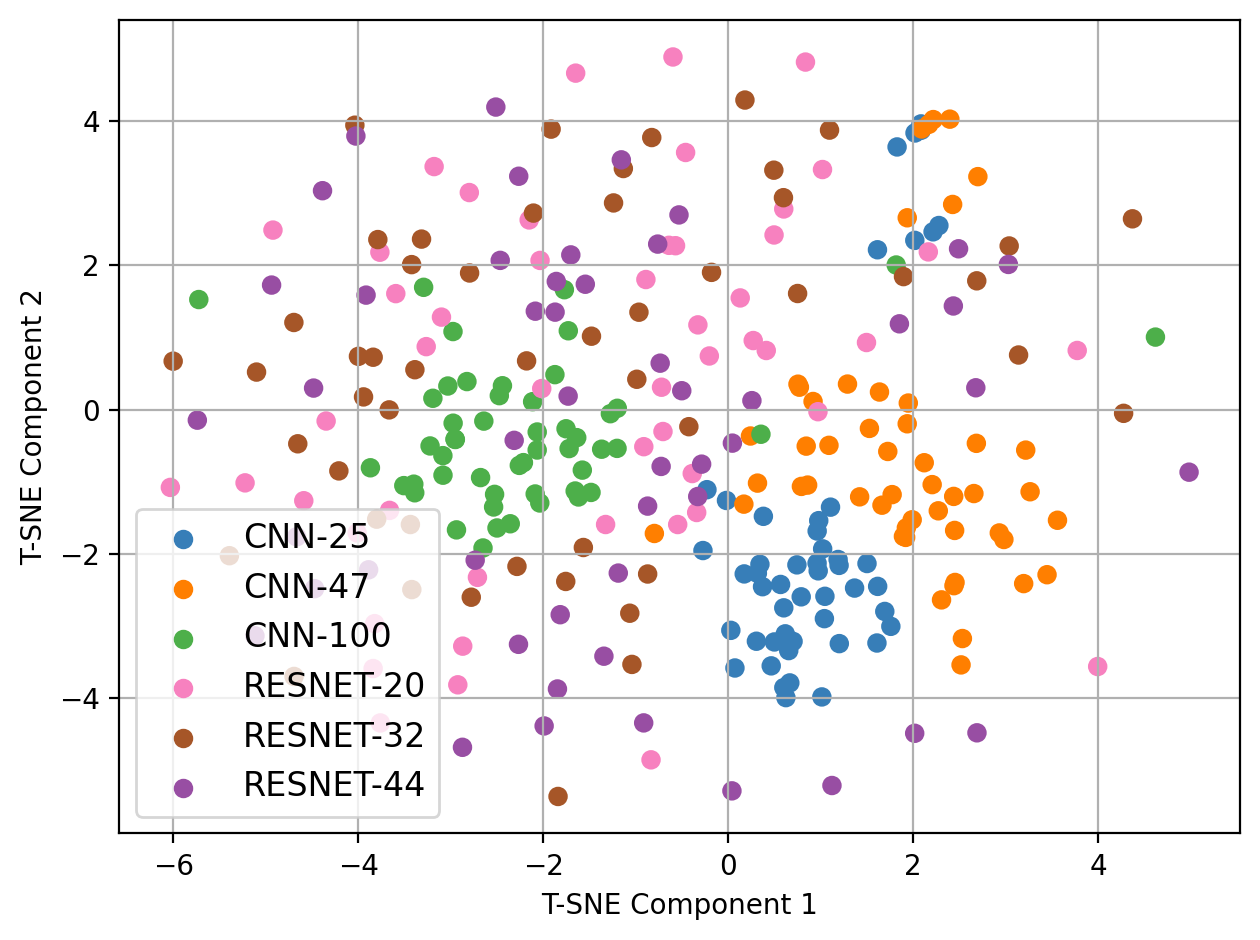 4
2
0
−2
−4
T-SNE Component 2
CNN-25
CNN-47
CNN-100
RESNET-20
RESNET-32
RESNET-44
−6 −4 −2 0 2 4
T-SNE Component 1